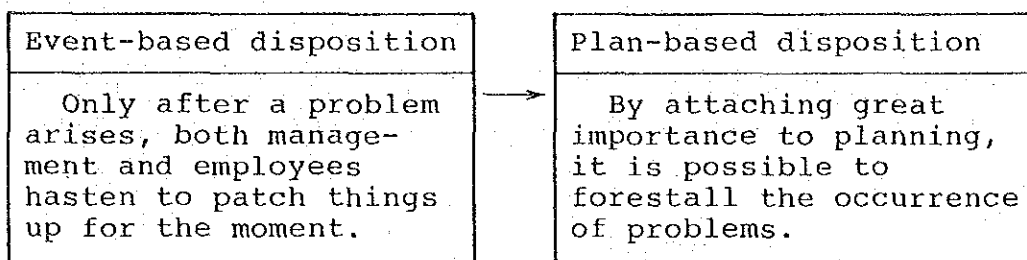 Event-based disposition
Only after a problem
arises, both manage-
ment and employees
hasten to patch things
up for the moment.
Plan-based disposition
By attaching great
importance to planning,
it is possible to
forestall the occurrence
of problems.